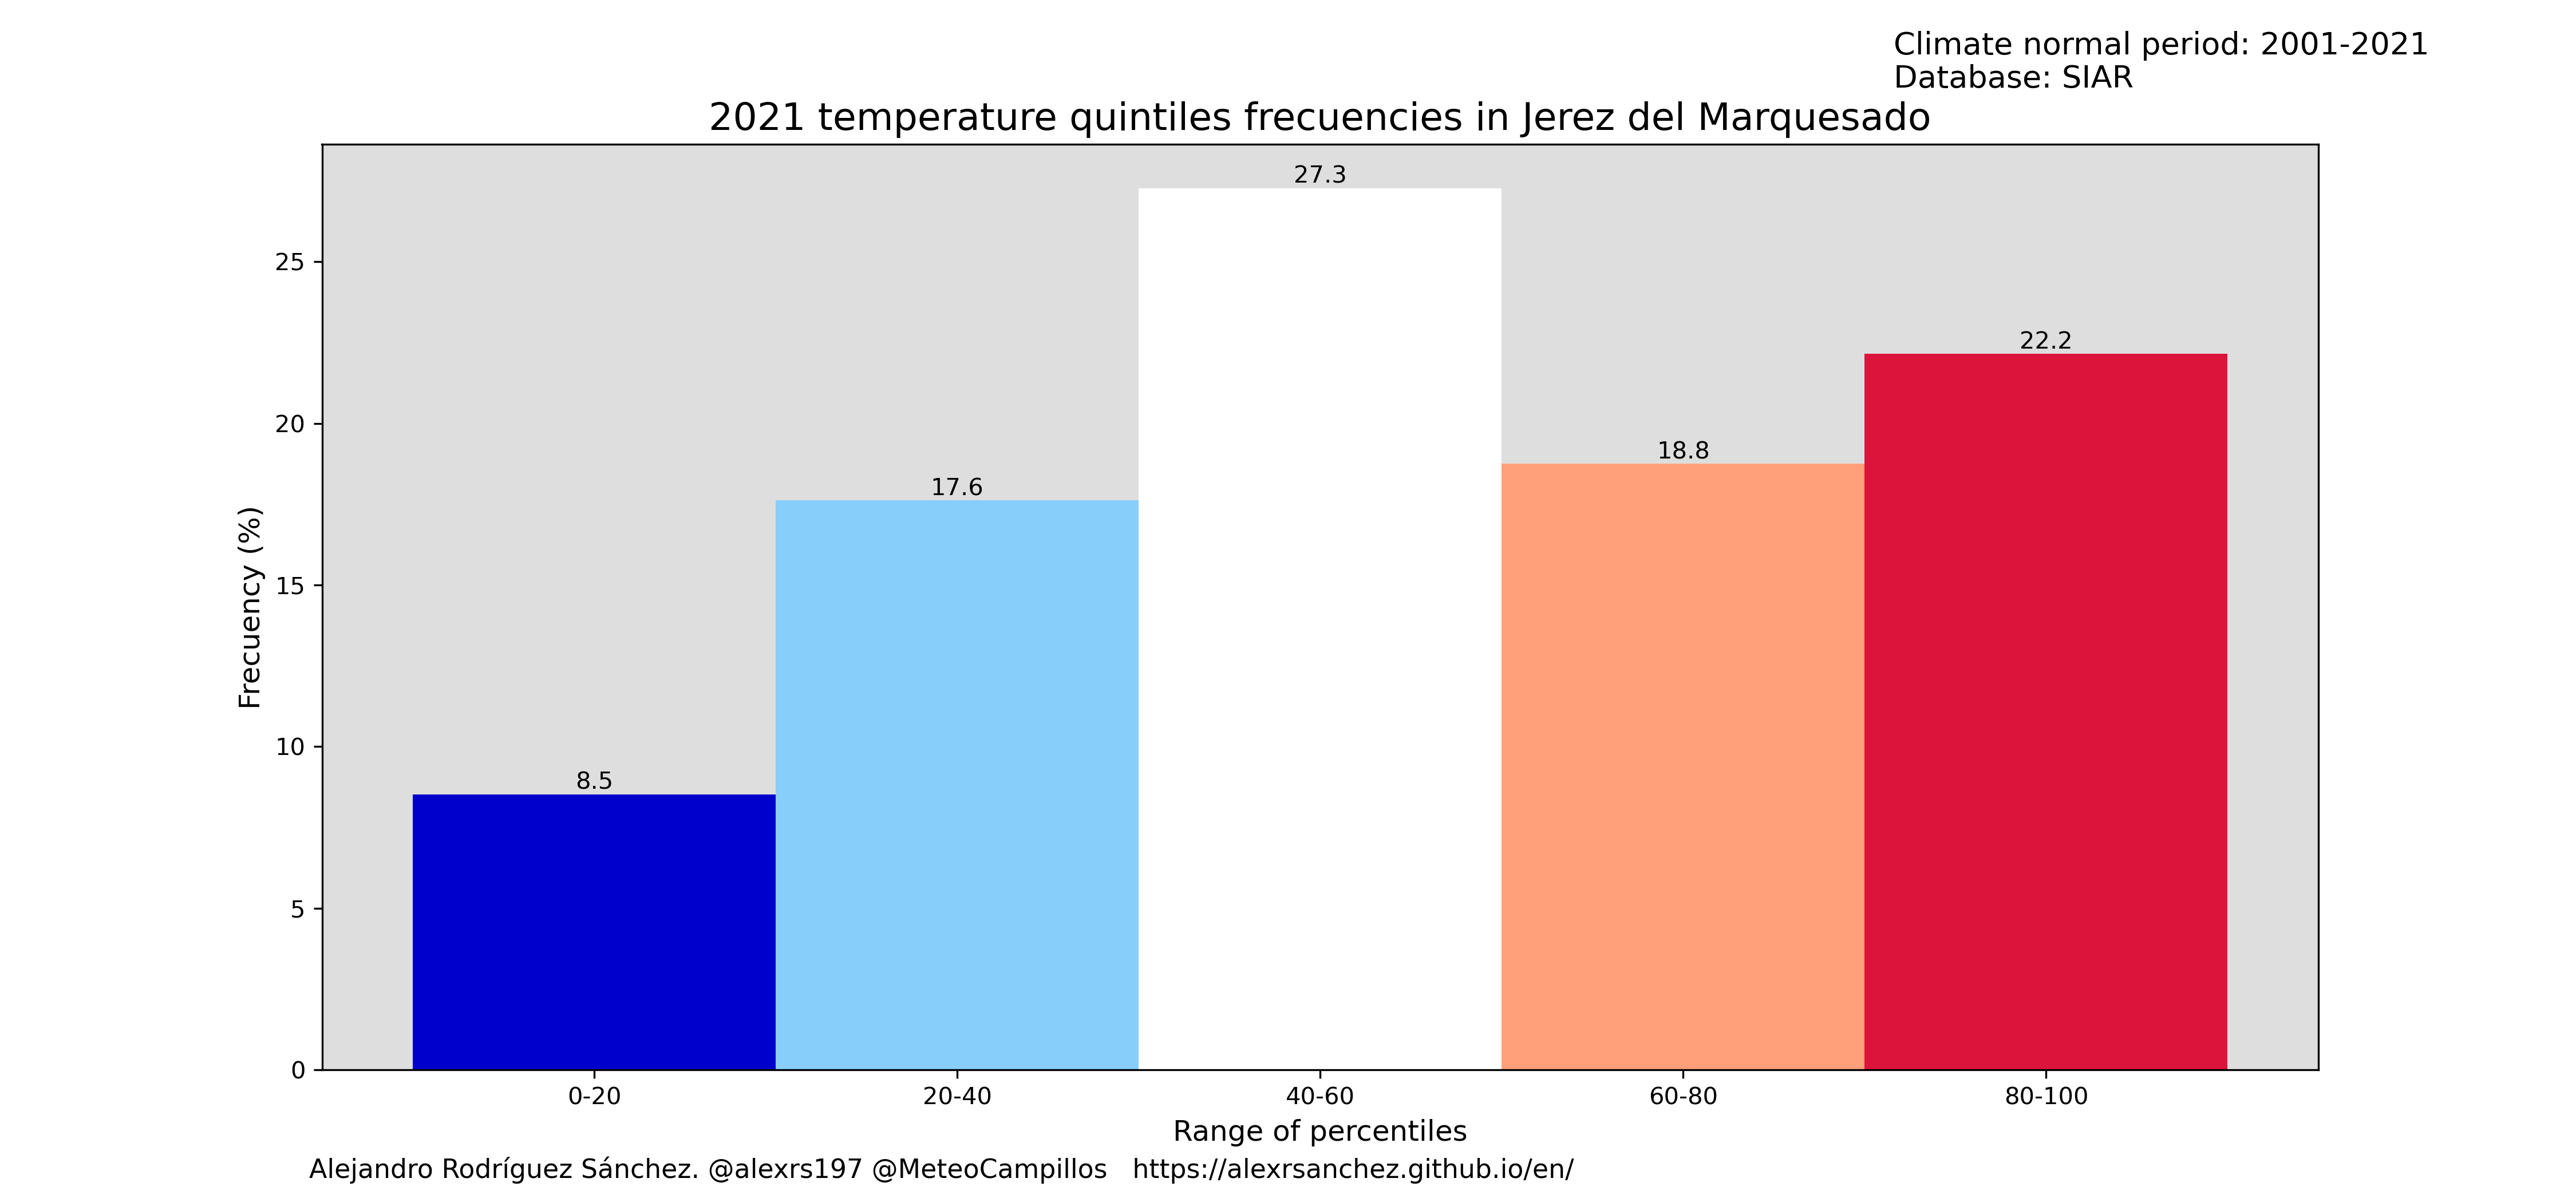 Climate normal period: 2001-2021
Database: SIAR
2021 temperature quintiles frecuencies in Jerez del Marquesado
27.3
25
22.2
20
18.8
17.6
Frecuency (%)
15
10
8.5
5
0
0-20 20-40 40-60 60-80 80-100
Range of percentiles
Alejandro Rodríguez Sánchez. @alexrs197 @MeteoCampillos https://alexrsanchez.github.io/en/